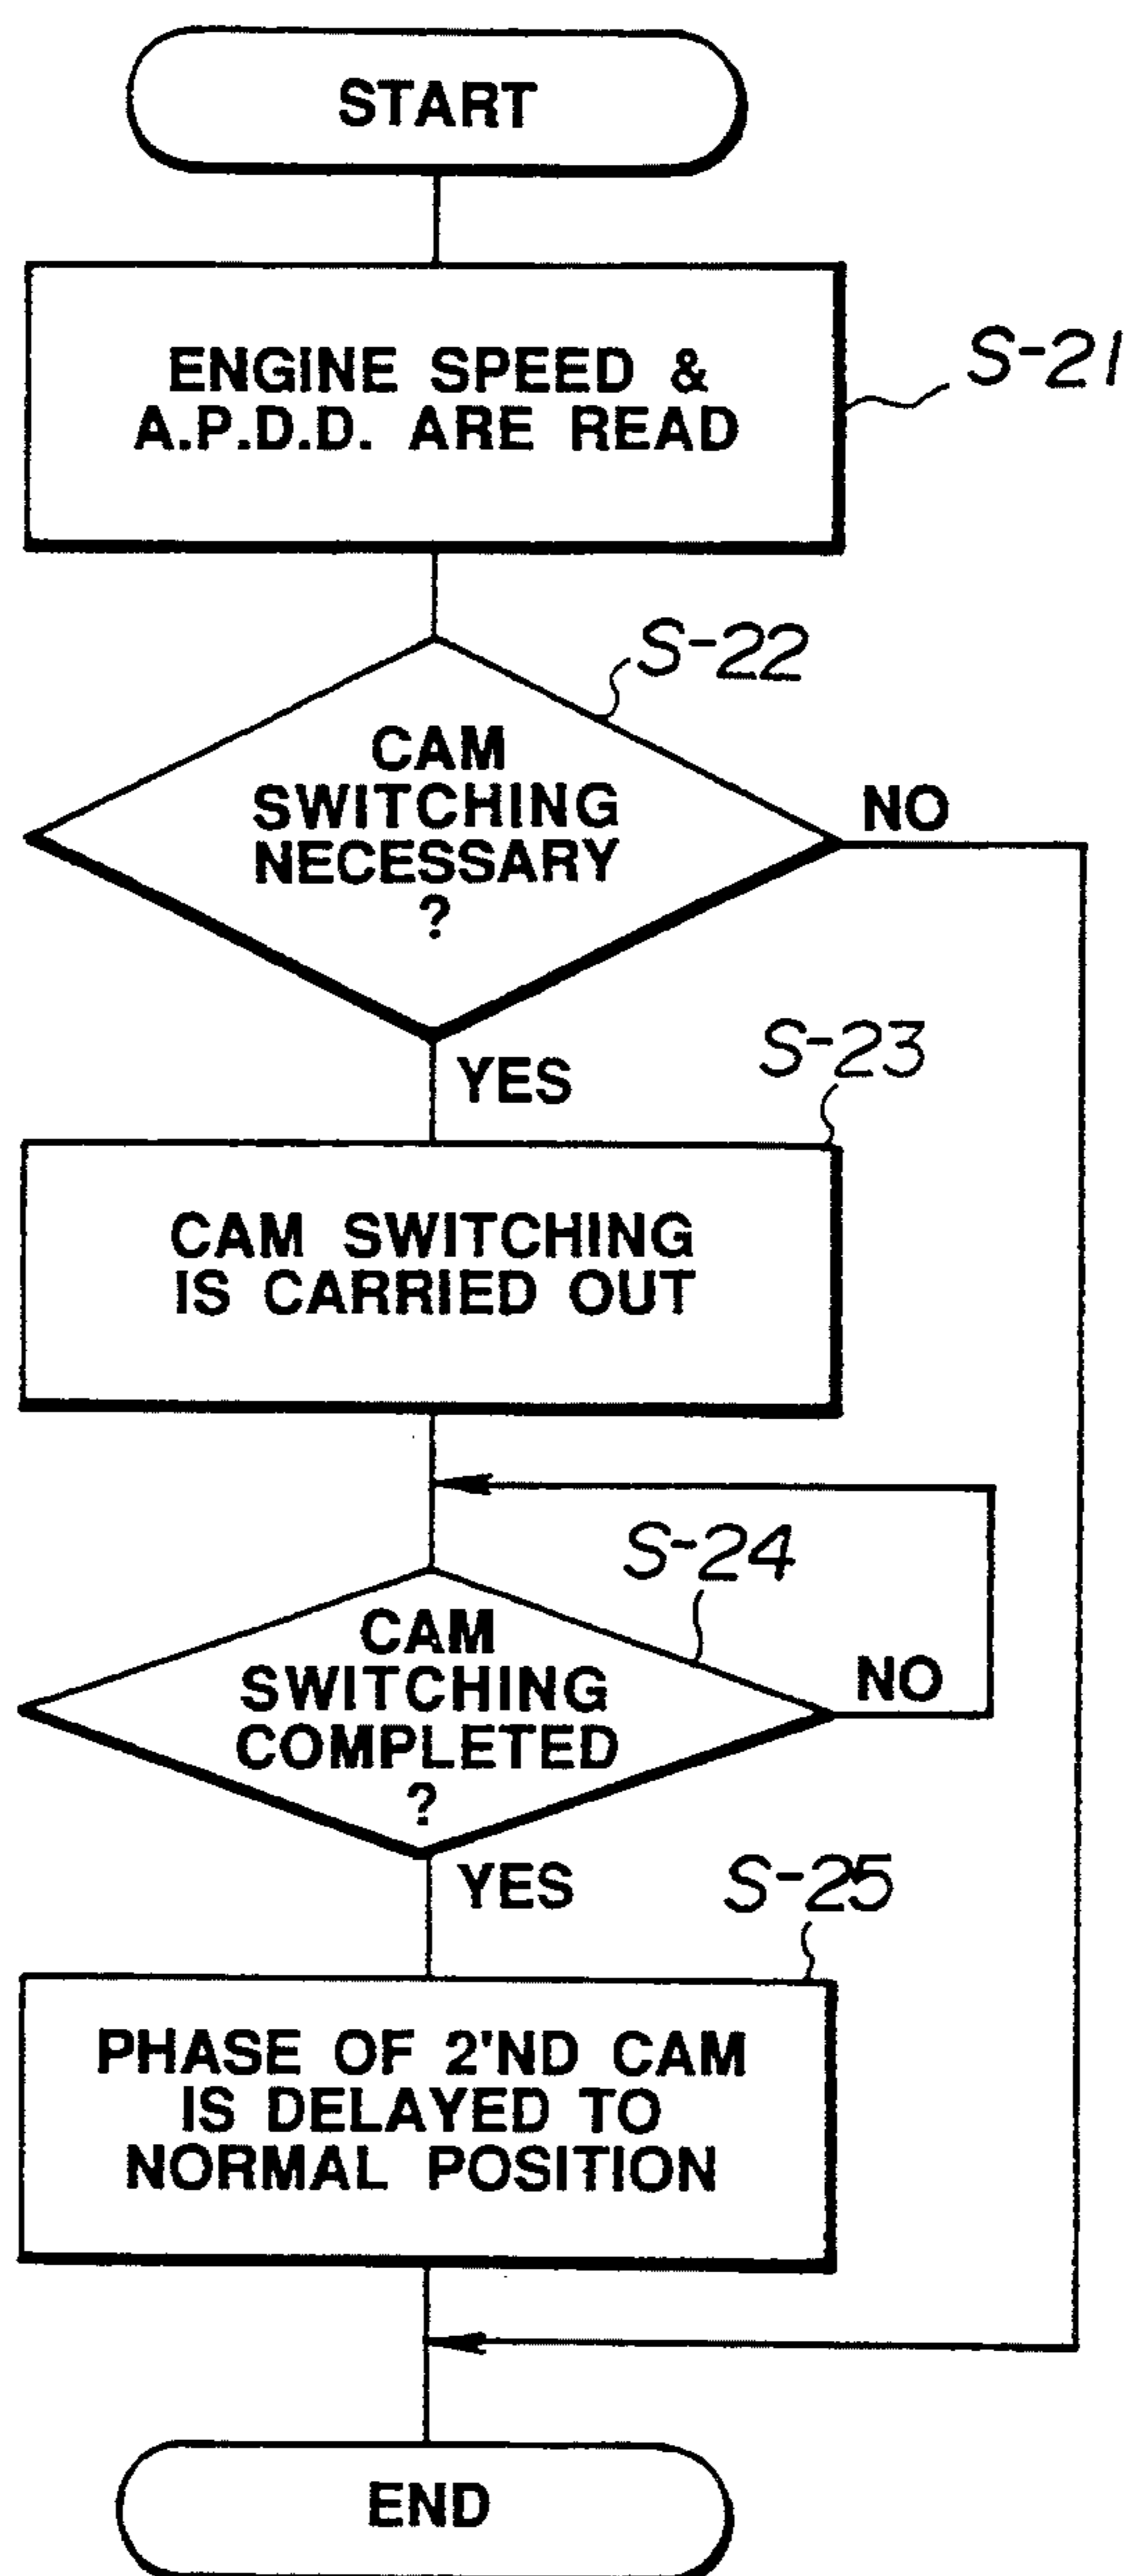 START
ENGINE SPEED &
A.P.D.D. ARE READ
S-21
S-22
CAM
SWITCHING
NECESSARY
?
NO
YES
S-23
CAM SWITCHING
IS CARRIED OUT
S-24
CAM
SWITCHING
COMPLETED
?
NO
YES
S-25
PHASE OF 2'ND CAM
IS DELAYED TO
NORMAL POSITION
END